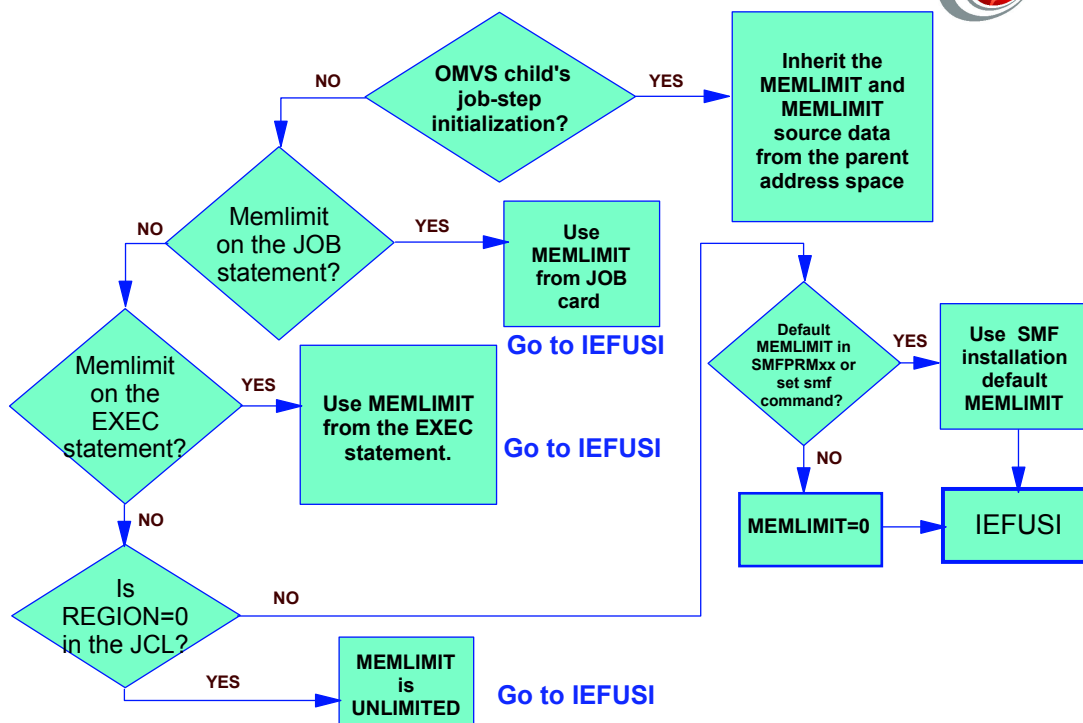 OMVS child's
job-step
initialization?
NO
YES
Inherit the
MEMLIMIT and
MEMLIMIT
source data
from the parent
address space
Memlimit
on the JOB
statement?
NO
YES
Use
MEMLIMIT
from JOB
card
Go to IEFUSI
Memlimit
on the
EXEC
statement?
YES
Use MEMLIMIT
from the EXEC
statement.
Go to IEFUSI
NO
Is
REGION=0
in the JCL?
NO
YES
MEMLIMIT
is
UNLIMITED
Go to IEFUSI
Default
MEMLIMIT in
SMFPRMxx or
set smf
command?
YES
Use SMF
installation
default
MEMLIMIT
NO
MEMLIMIT=0
IEFUSI